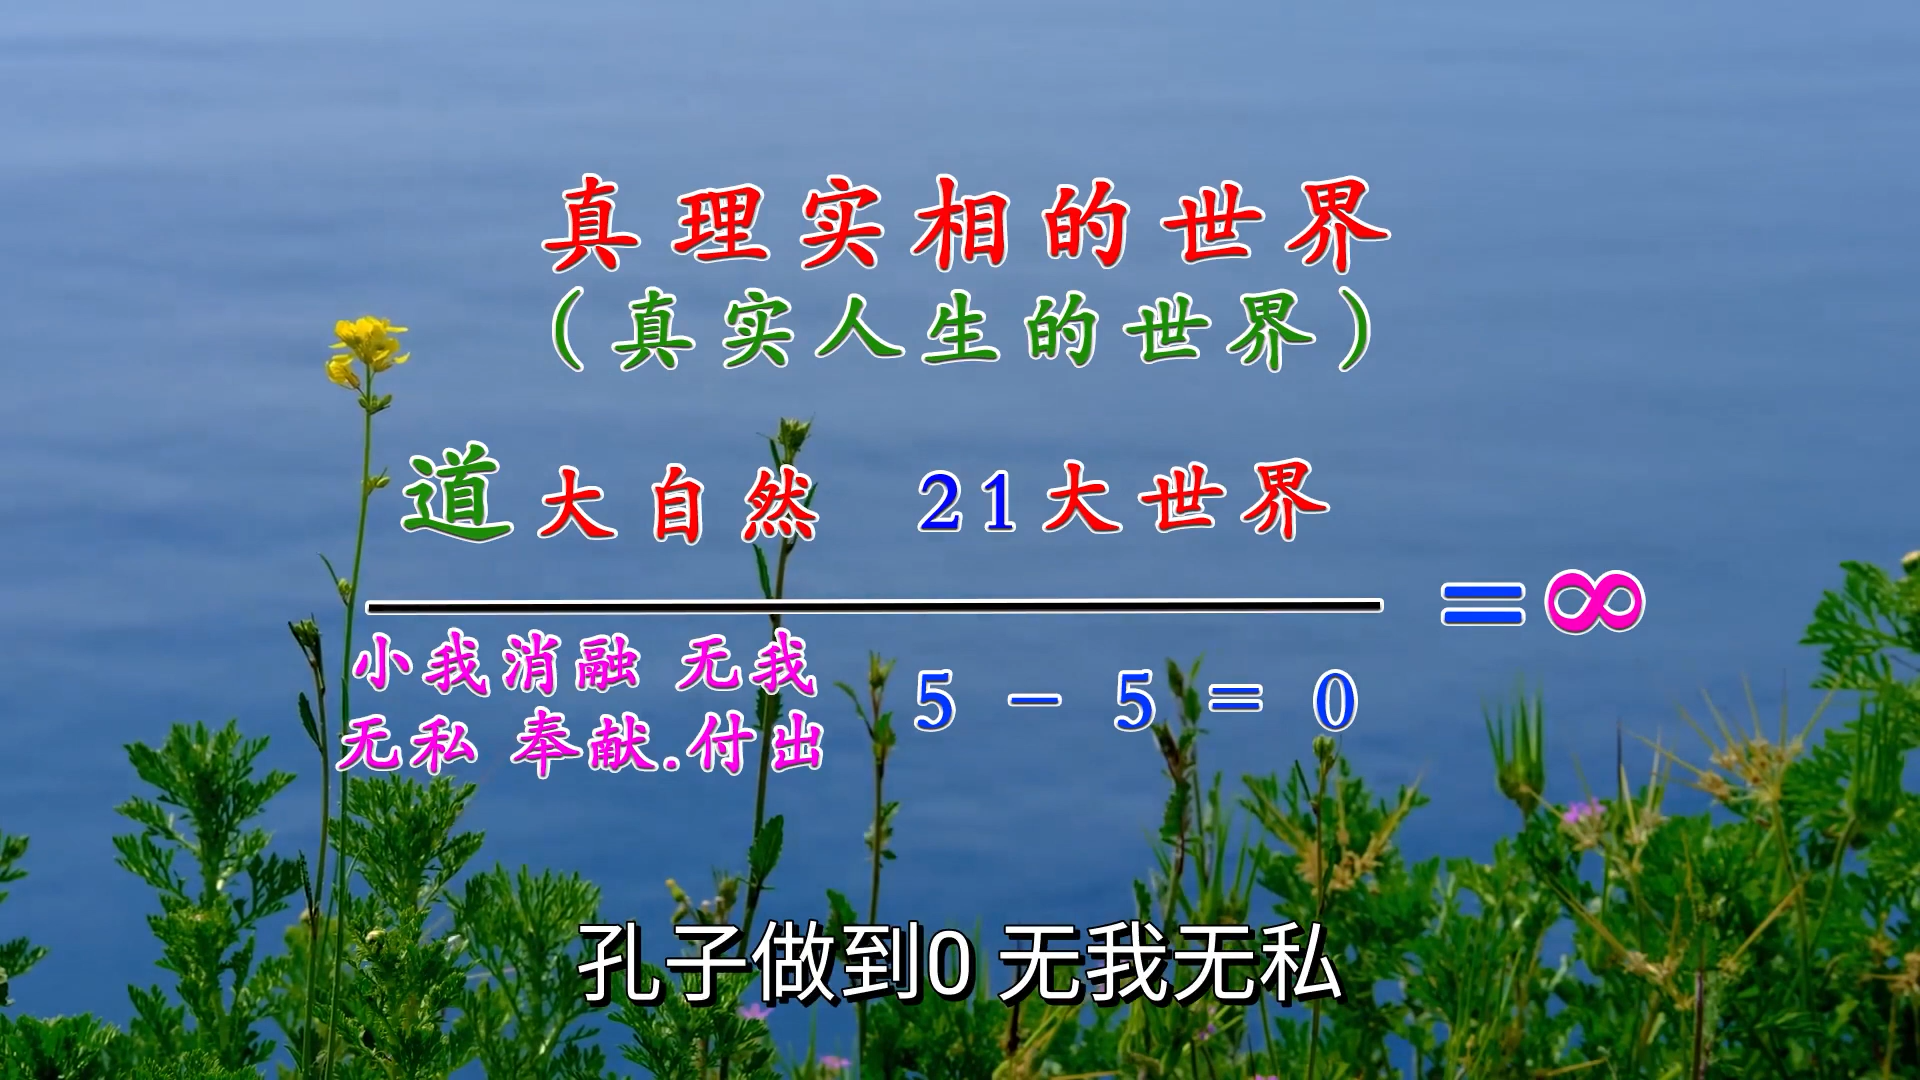 真理实相的世界
（真实人生的世界）
道大自然 21大世界
=∞
小我消融 无我
无私 奉献.付出
5 - 5 = 0
孔子做到0 无我无私